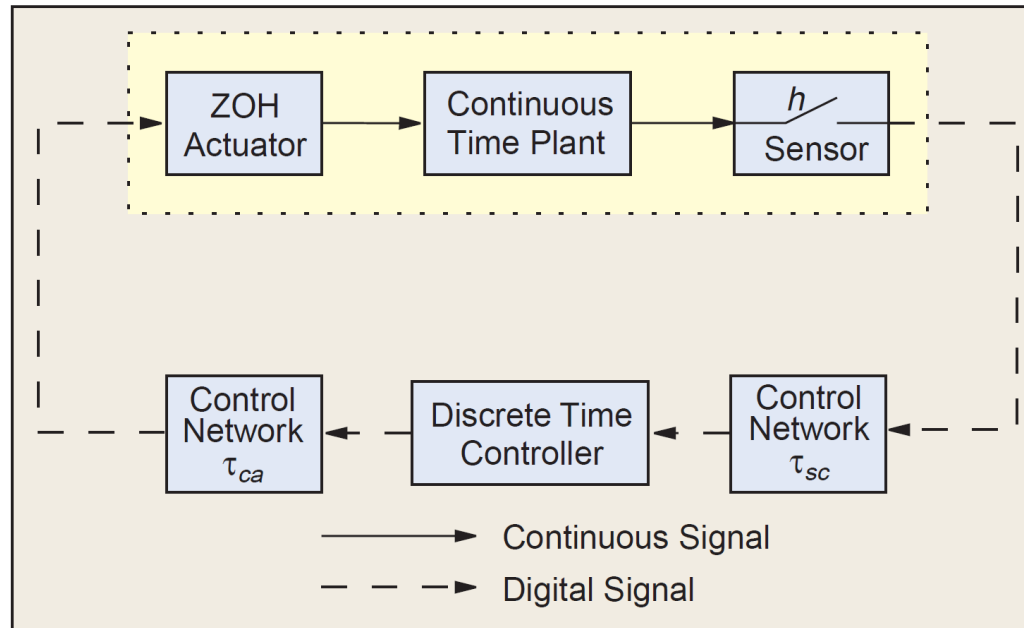 ZOH
Actuator
Continuous
Time Plant
h
Sensor
Control
Network
τca
Discrete Time
Controller
Control
Network
τsc
Continuous Signal
Digital Signal